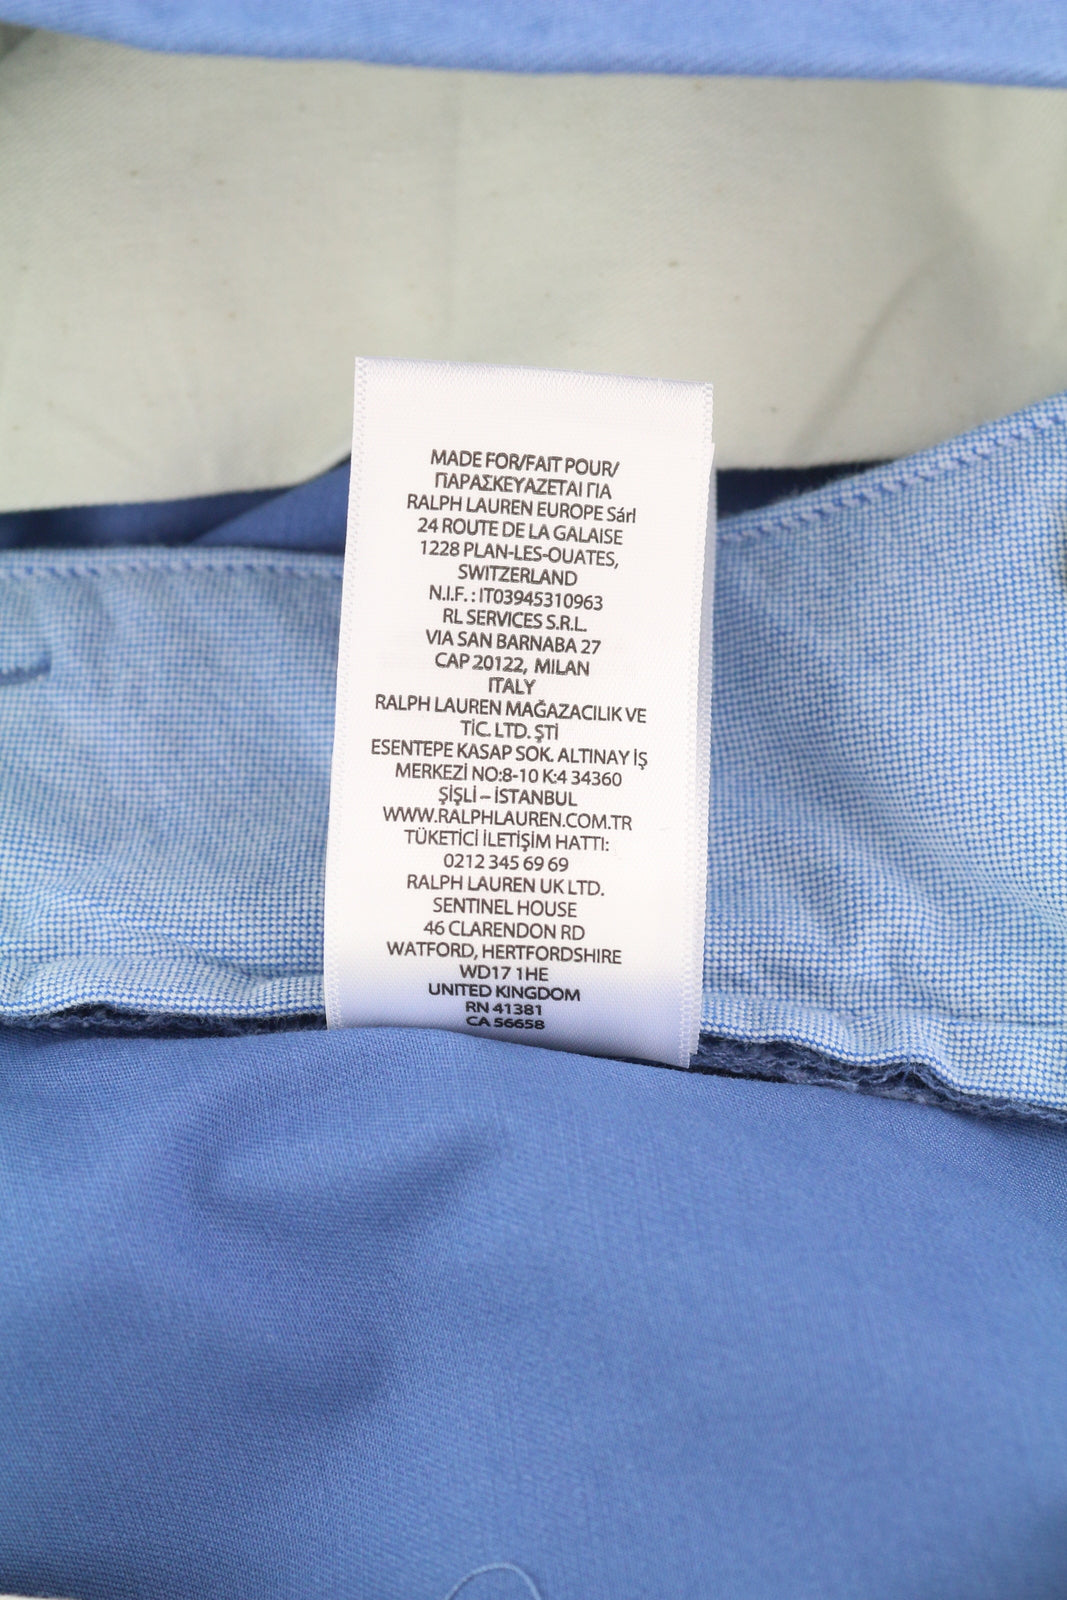 MADE FOR/FAIT POUR/
ΠΑΡΑΣΚΕΥΑΖΕΤΑΙ ΓΙΑ
RALPH LAUREN EUROPE Sárl
24 ROUTE DE LA GALAISE
1228 PLAN-LES-OUATES,
SWITZERLAND
N.I.F. : IT03945310963
RL SERVICES S.R.L.
VIA SAN BARNABA 27
CAP 20122, MILAN
ITALY
RALPH LAUREN MAĞAZACILIK VE
TİC. LTD. ŞTİ
ESENTEPE KASAP SOK. ALTINAY İŞ
MERKEZİ NO:8-10 K:4 34360
ŞİŞLİ – İSTANBUL
WWW.RALPHLAUREN.COM.TR
TÜKETİCİ İLETİŞİM HATTI:
0212 345 69 69
RALPH LAUREN UK LTD.
SENTINEL HOUSE
46 CLARENDON RD
WATFORD, HERTFORDSHIRE
WD17 1HE
UNITED KINGDOM
RN 41381
CA 56658